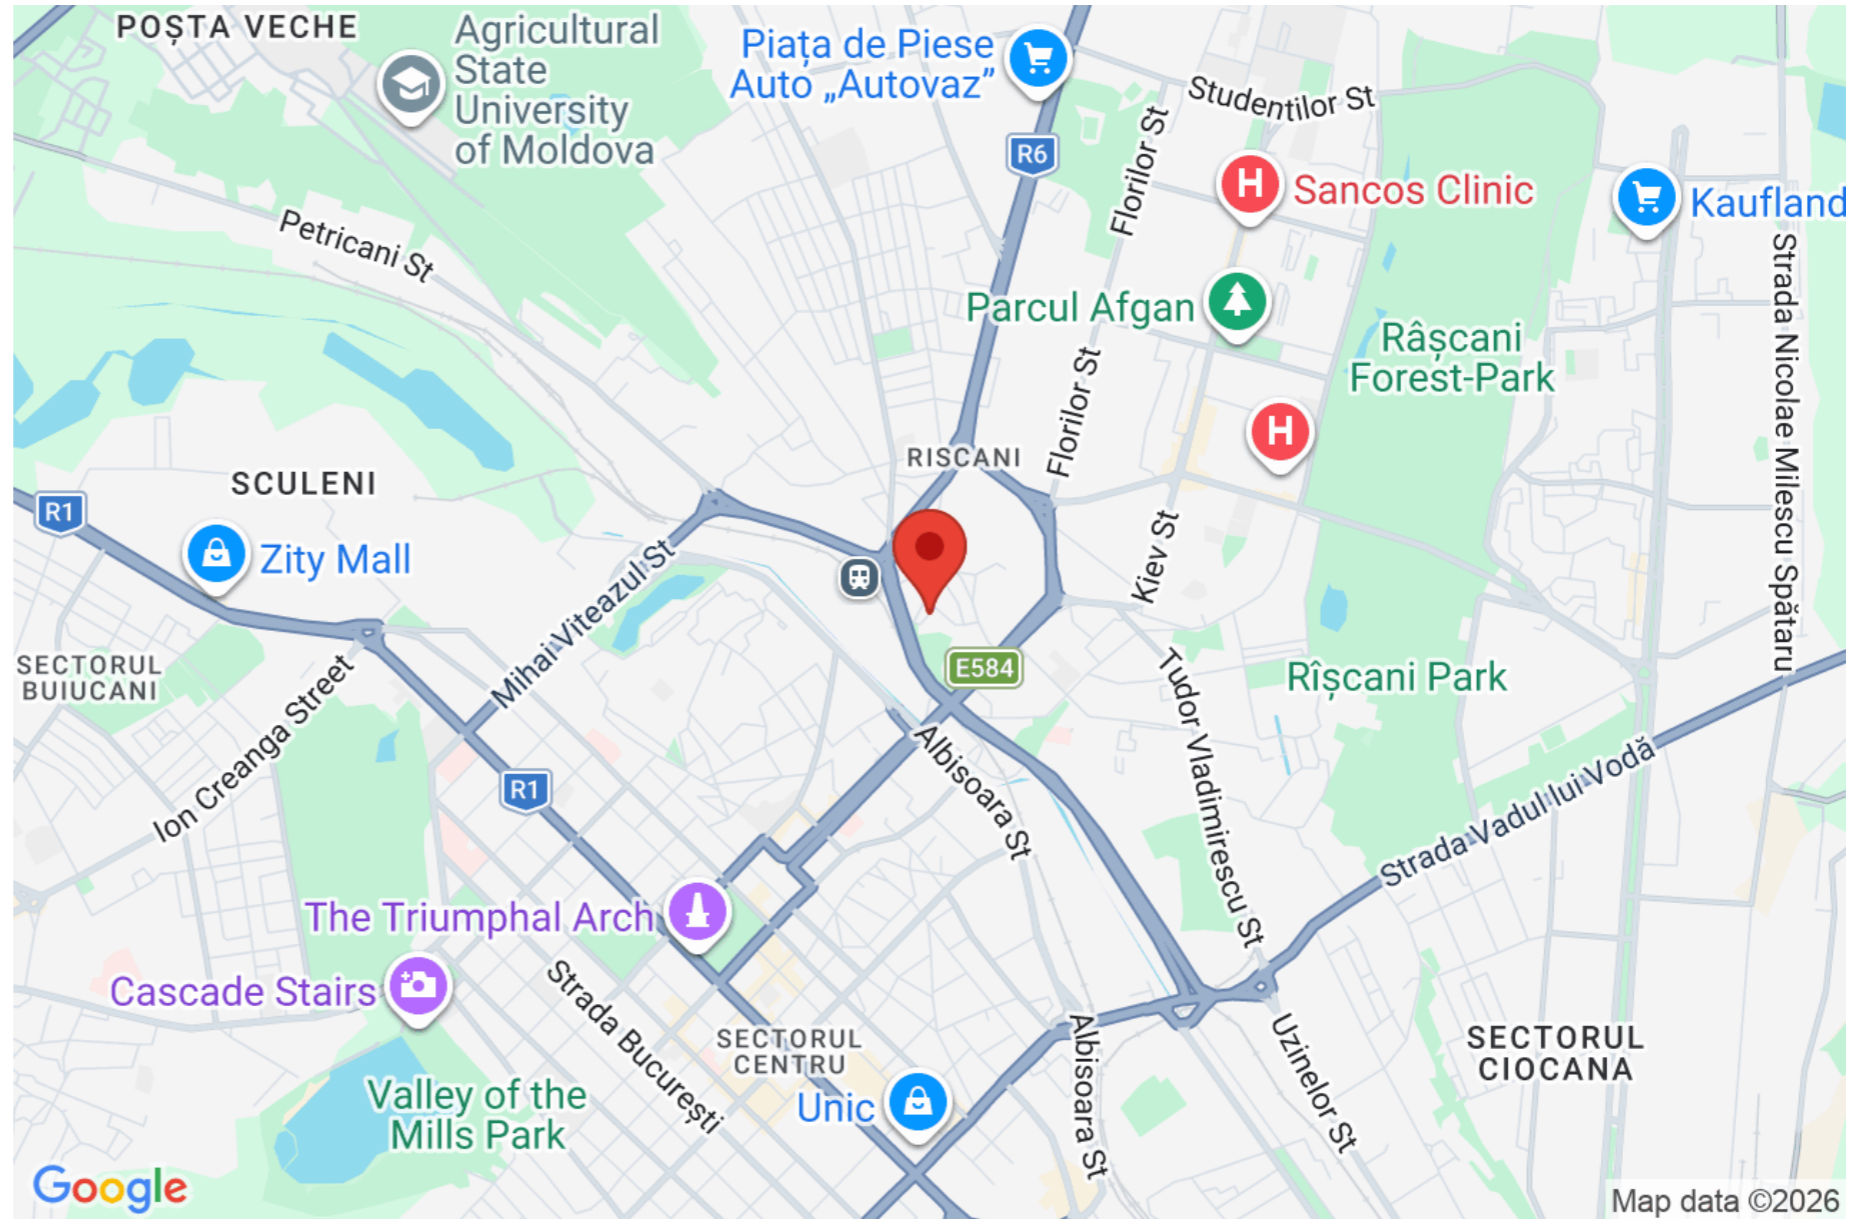 POȘTA VECHE
Agricultural
State
University
of Moldova
Piața de Piese
Auto „Autovaz”
Studentilor St
R6
Florilor St
Sancos Clinic
Kaufland
Petricani St
Parcul Afgan
Strada Nicolae Milescu Spătaru
Râșcani
Forest-Park
Florilor St
RISCANI
SCULENI
R1
Zity Mall
Kiev St
Mihai Viteazul St
SECTORUL
BUIUCANI
E584
Rîșcani Park
Ion Creanga Street
Tudor Vladimirescu St
Albisoara St
R1
Strada Vadul lui Vodă
The Triumphal Arch
Cascade Stairs
Strada București
SECTORUL
CENTRU
Albisoara St
Uzinelor St
SECTORUL
CIOCANA
Valley of the
Mills Park
Unic
Google
Map data ©2026